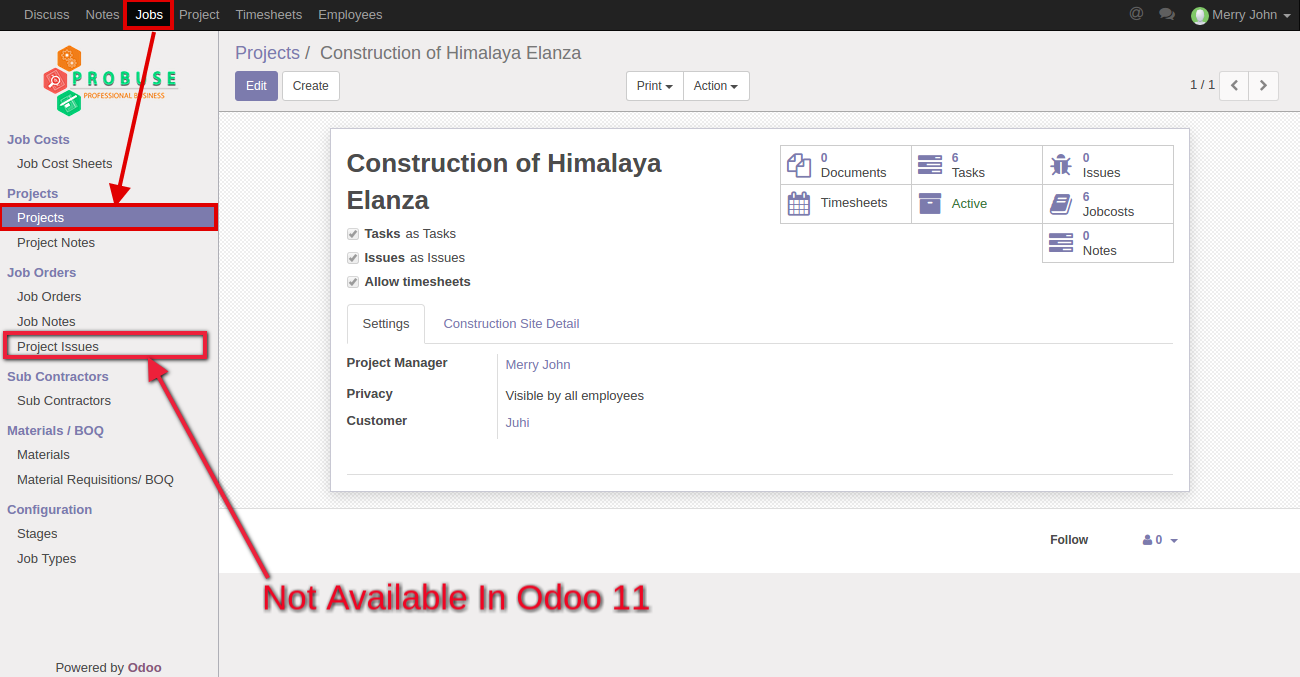 Discuss Notes Jobs Project Timesheets Employees @ Merry John
PROBUSE
PROFESSIONAL BUSINESS
Job Costs
Job Cost Sheets
Projects
Projects
Project Notes
Job Orders
Job Orders
Job Notes
Project Issues
Sub Contractors
Sub Contractors
Materials / BOQ
Materials
Material Requisitions/ BOQ
Configuration
Stages
Job Types
Powered by Odoo
Projects / Construction of Himalaya Elanza
Edit Create Print Action 1 / 1
Construction of Himalaya
Elanza
0
Documents
6
Tasks
0
Issues
Timesheets
Active
6
Jobcosts
0
Notes
Tasks as Tasks
Issues as Issues
Allow timesheets
Settings Construction Site Detail
Project Manager Merry John
Privacy Visible by all employees
Customer Juhi
Follow 0
Not Available In Odoo 11